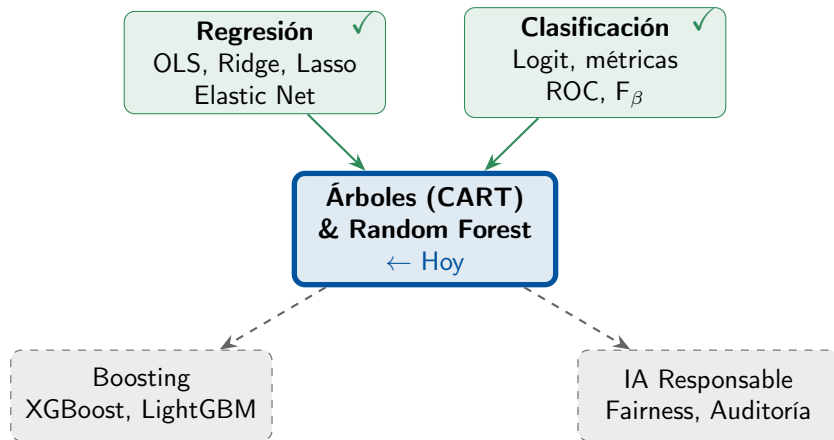 Regresión ✓
OLS, Ridge, Lasso
Elastic Net
Clasificación ✓
Logit, métricas
ROC, F_β
Árboles (CART)
& Random Forest
← Hoy
Boosting
XGBoost, LightGBM
IA Responsable
Fairness, Auditoría